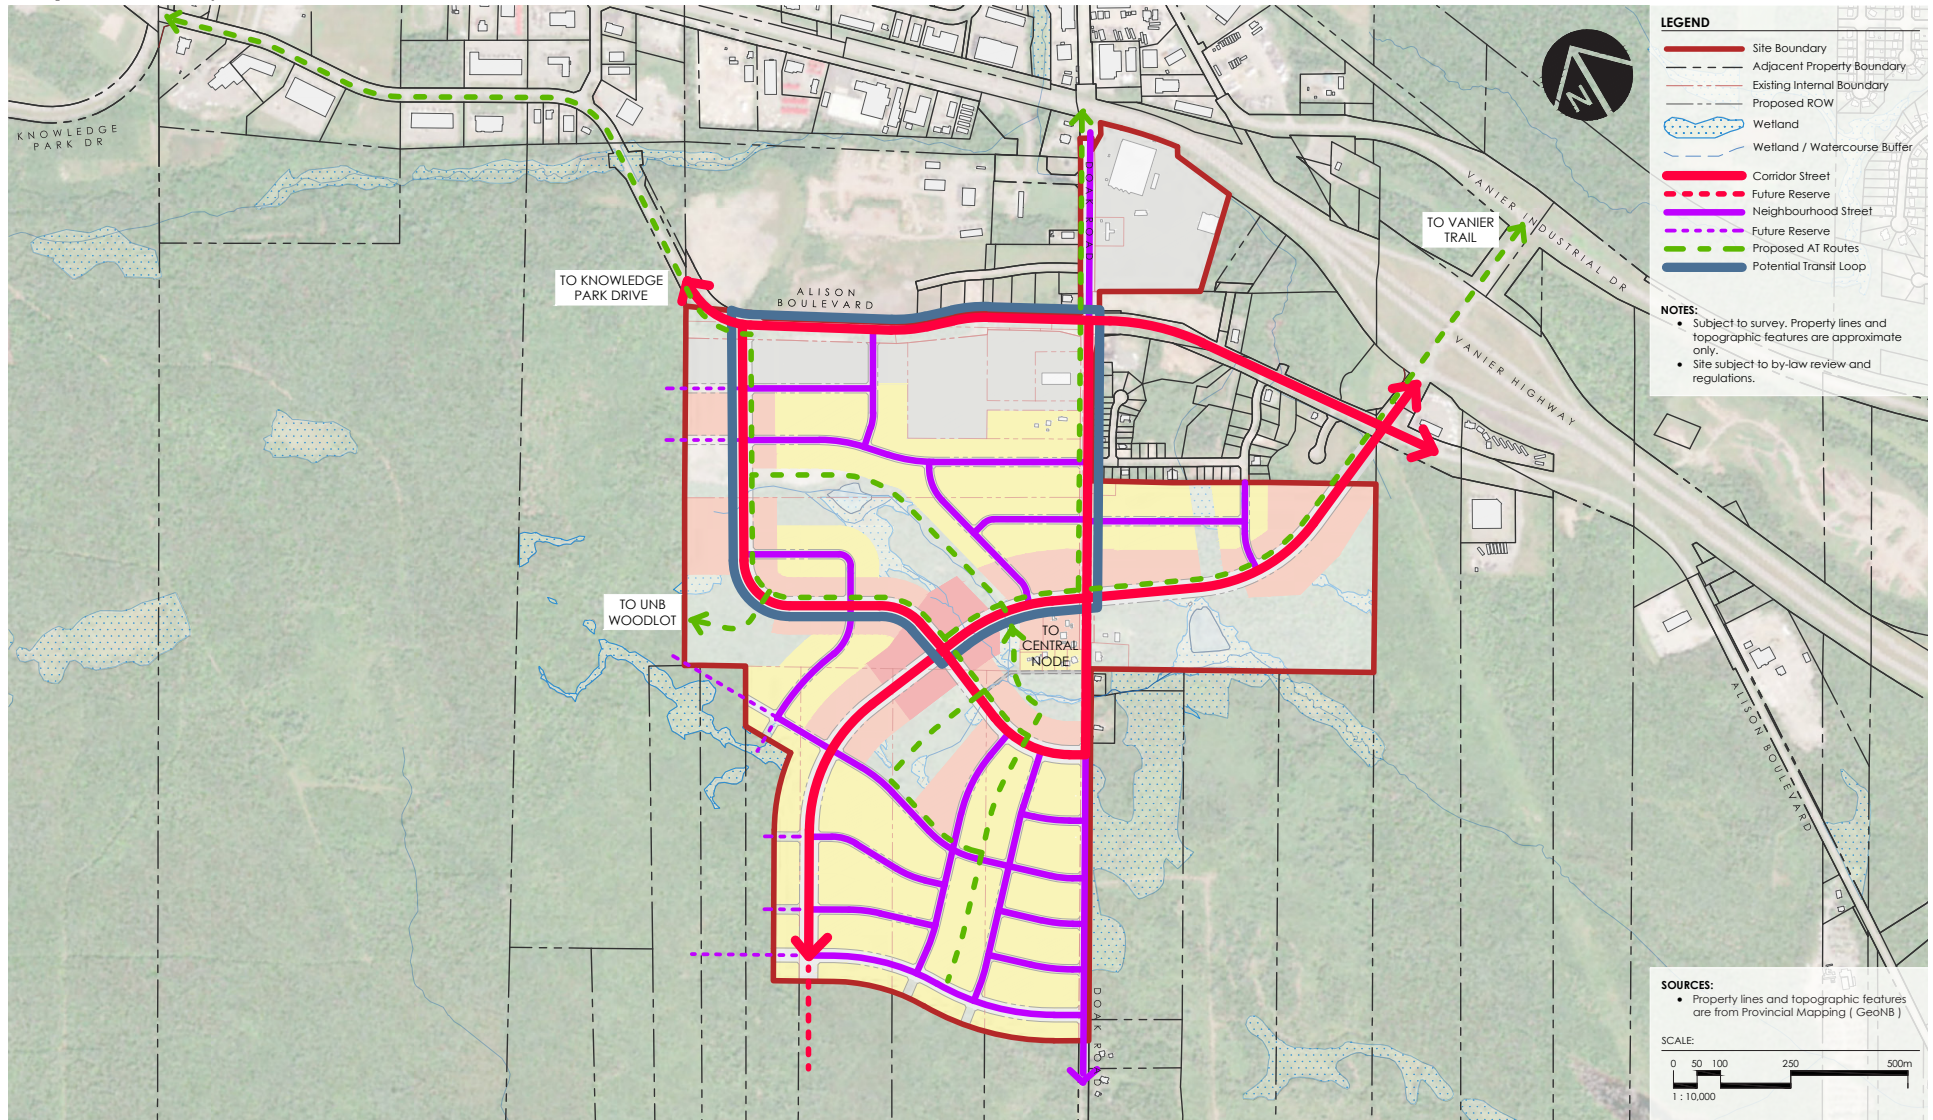 KNOWLEDGE
PARK DR
TO KNOWLEDGE
PARK DRIVE
ALISON
BOULEVARD
DOAK ROAD
TO VANIER
TRAIL
VANIER INDUSTRIAL DR
VANIER HIGHWAY
TO UNB
WOODLOT
TO
CENTRAL
NODE
ALISON BOULEVARD
DOAK ROAD
N
LEGEND
Site Boundary
Adjacent Property Boundary
Existing Internal Boundary
Proposed ROW
Wetland
Wetland / Watercourse Buffer
Corridor Street
Future Reserve
Neighbourhood Street
Future Reserve
Proposed AT Routes
Potential Transit Loop
NOTES:
• Subject to survey. Property lines and
topographic features are approximate
only.
• Site subject to by-law review and
regulations.
SOURCES:
• Property lines and topographic features
are from Provincial Mapping ( GeoNB )
SCALE:
0 50 100 250 500m
1 : 10,000